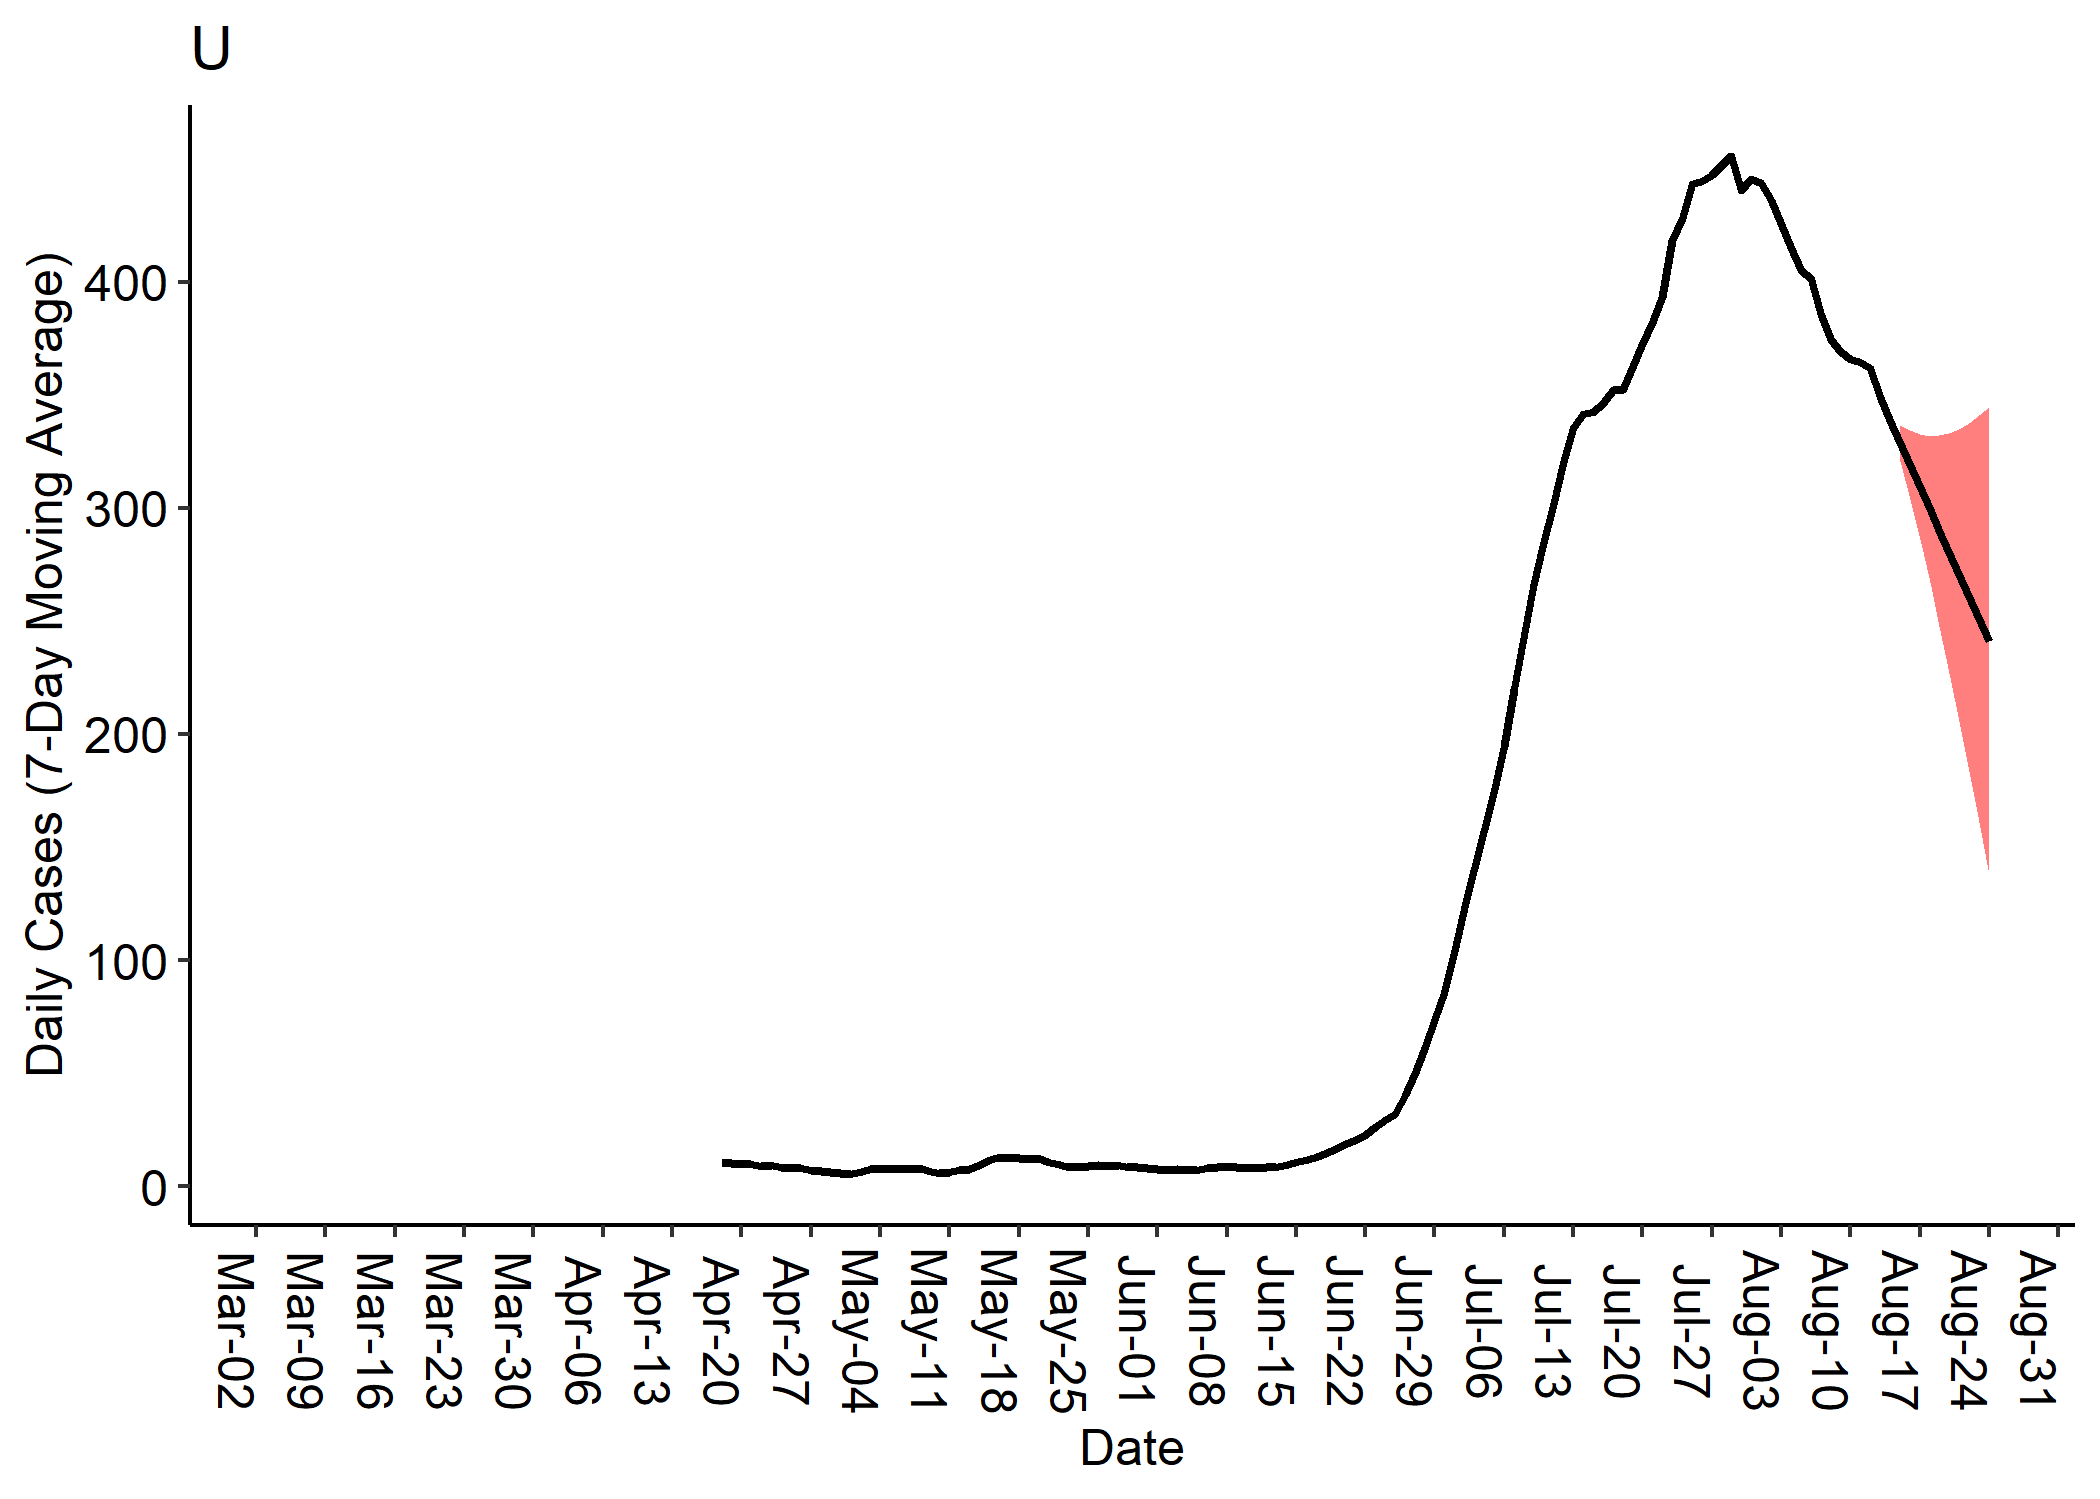 U
Daily Cases (7-Day Moving Average)
400
300
200
100
0
Mar-02
Mar-09
Mar-16
Mar-23
Mar-30
Apr-06
Apr-13
Apr-20
Apr-27
May-04
May-11
May-18
May-25
Jun-01
Jun-08
Jun-15
Jun-22
Jun-29
Jul-06
Jul-13
Jul-20
Jul-27
Aug-03
Aug-10
Aug-17
Aug-24
Aug-31
Date